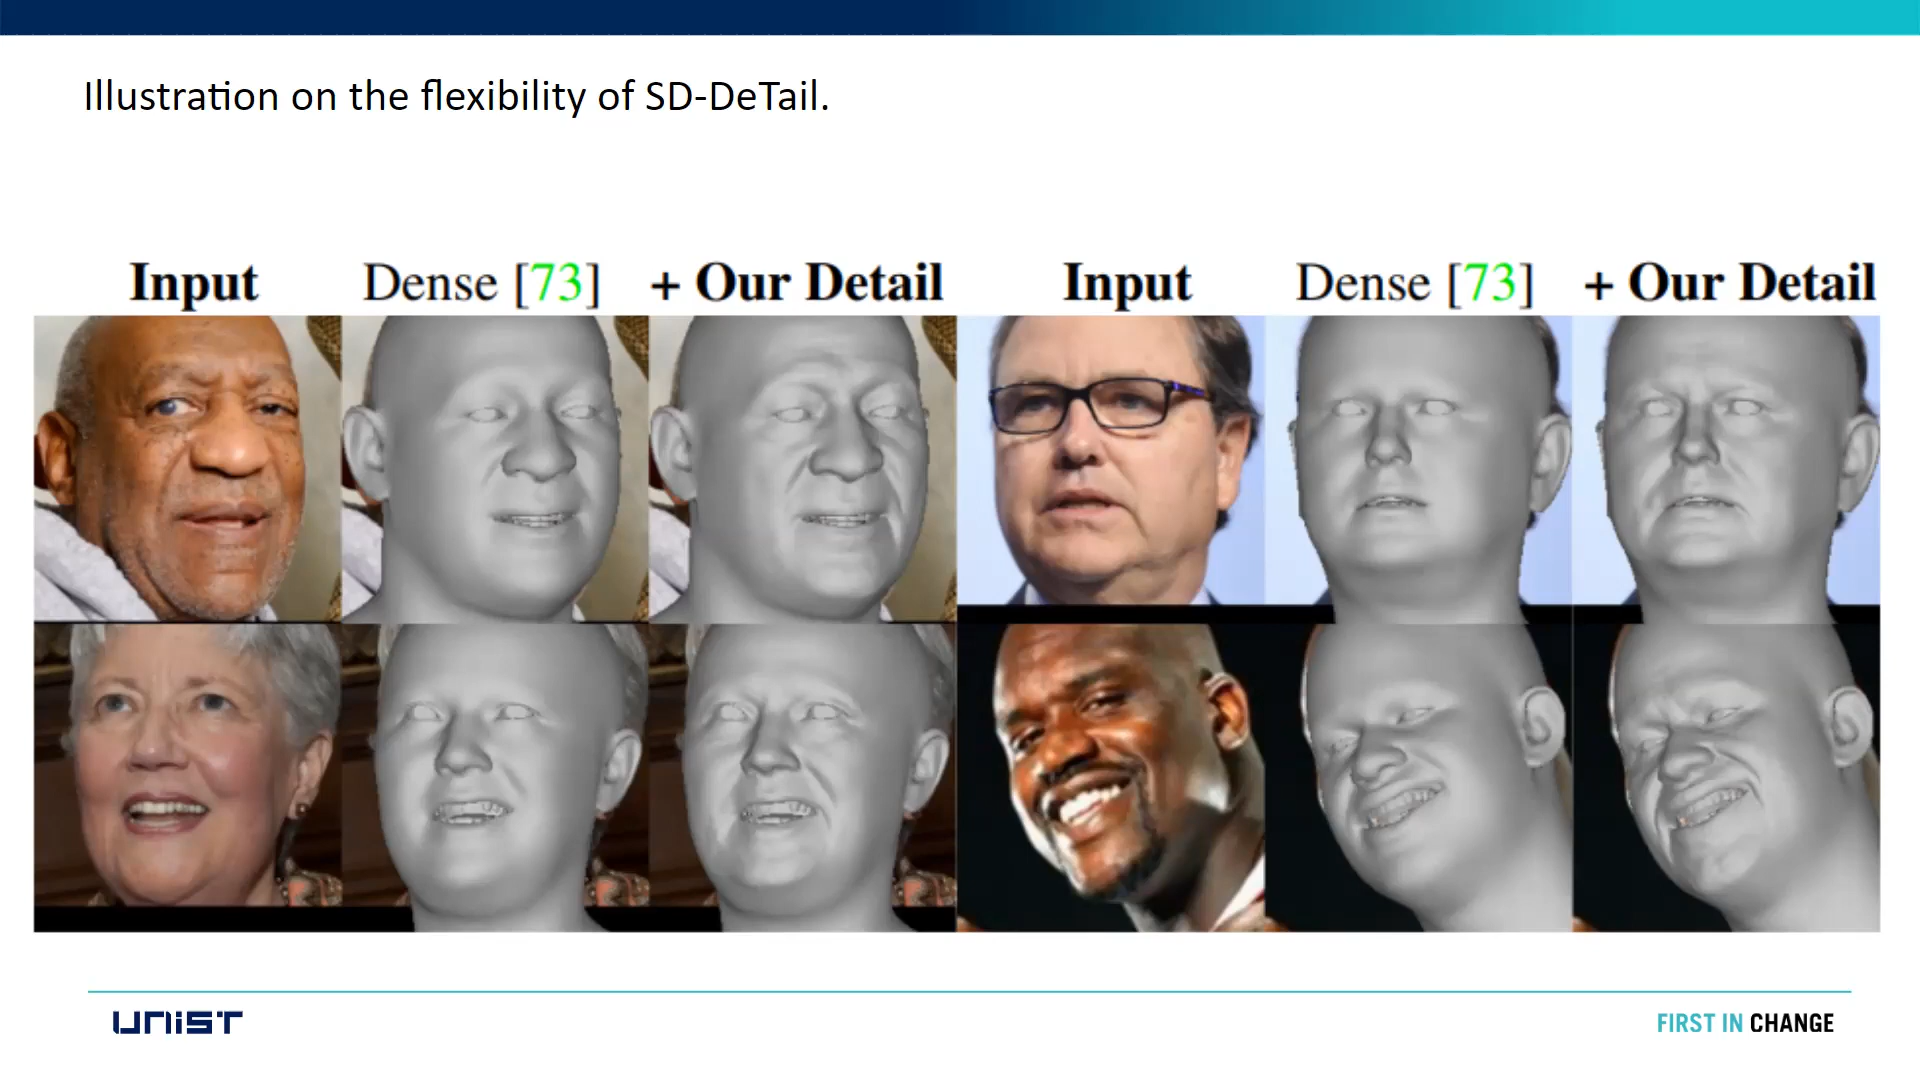 Illustration on the flexibility of SD-DeTail.
Input Dense [73] + Our Detail Input Dense [73] + Our Detail
UNIST FIRST IN CHANGE